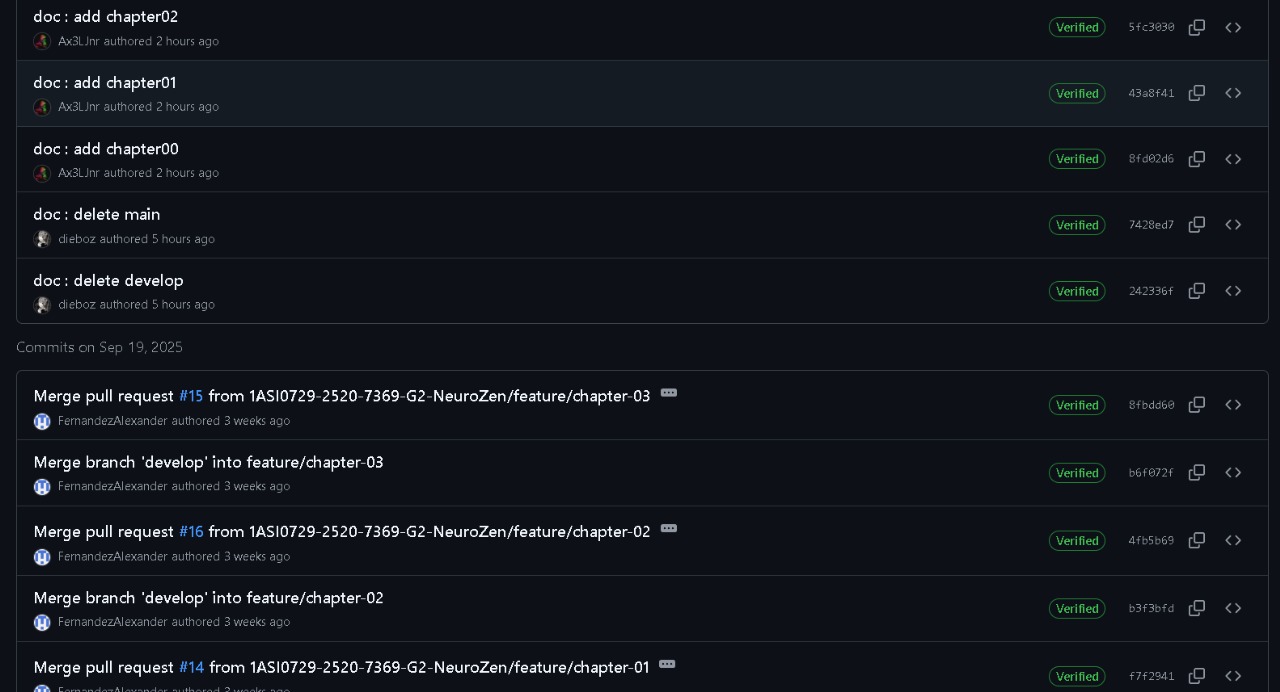 doc : add chapter02
Verified 5fc3030
Ax3LJnr authored 2 hours ago
doc : add chapter01
Verified 43a8f41
Ax3LJnr authored 2 hours ago
doc : add chapter00
Verified 8fd02d6
Ax3LJnr authored 2 hours ago
doc : delete main
Verified 7428ed7
dieboz authored 5 hours ago
doc : delete develop
Verified 242336f
dieboz authored 5 hours ago
Commits on Sep 19, 2025
Merge pull request #15 from 1ASI0729-2520-7369-G2-NeuroZen/feature/chapter-03
Verified 8fbdd60
FernandezAlexander authored 3 weeks ago
Merge branch 'develop' into feature/chapter-03
Verified b6f072f
FernandezAlexander authored 3 weeks ago
Merge pull request #16 from 1ASI0729-2520-7369-G2-NeuroZen/feature/chapter-02
Verified 4fb5b69
FernandezAlexander authored 3 weeks ago
Merge branch 'develop' into feature/chapter-02
Verified b3f3bfd
FernandezAlexander authored 3 weeks ago
Merge pull request #14 from 1ASI0729-2520-7369-G2-NeuroZen/feature/chapter-01
Verified f7f2941
FernandezAlexander authored 3 weeks ago